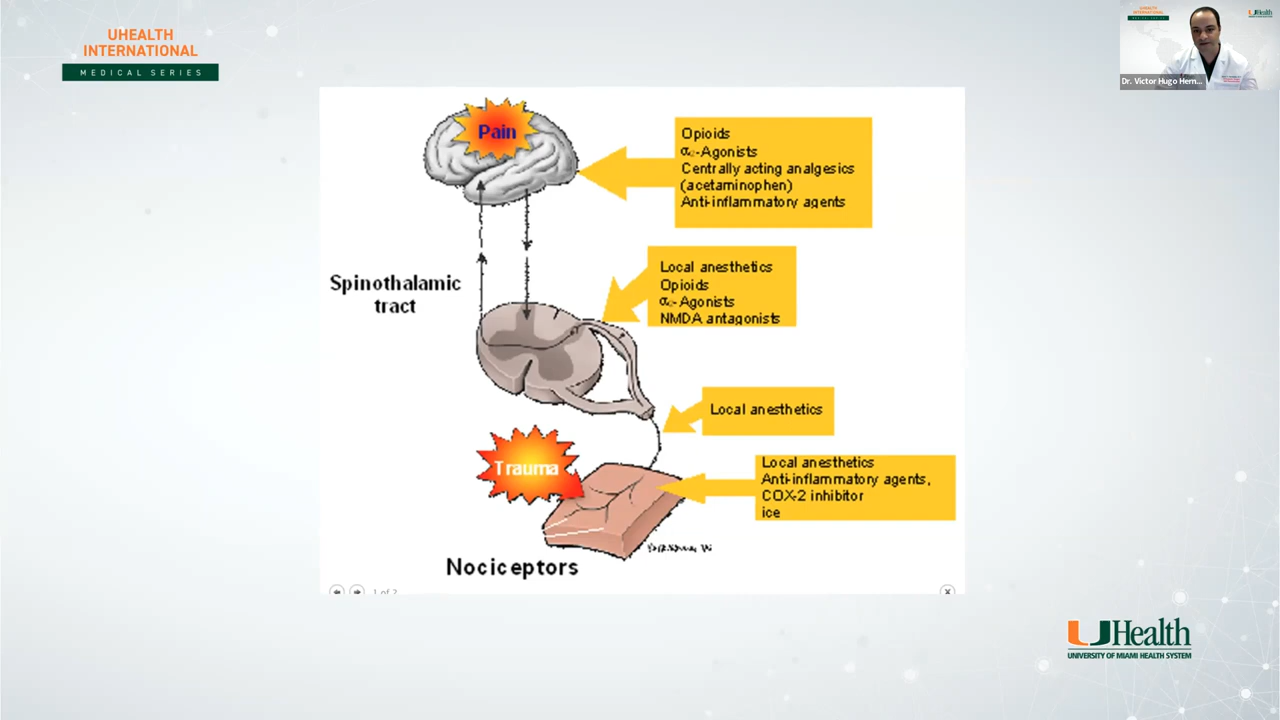 UHEALTH
INTERNATIONAL
MEDICAL SERIES
Dr. Victor Hugo Hern...
Pain
Opioids
α₂-Agonists
Centrally acting analgesics
(acetaminophen)
Anti-inflammatory agents
Local anesthetics
Opioids
α₂-Agonists
NMDA antagonists
Spinothalamic
tract
Local anesthetics
Trauma
Local anesthetics
Anti-inflammatory agents,
COX-2 inhibitor
ice
Nociceptors
1 of 2
UHealth
UNIVERSITY OF MIAMI HEALTH SYSTEM